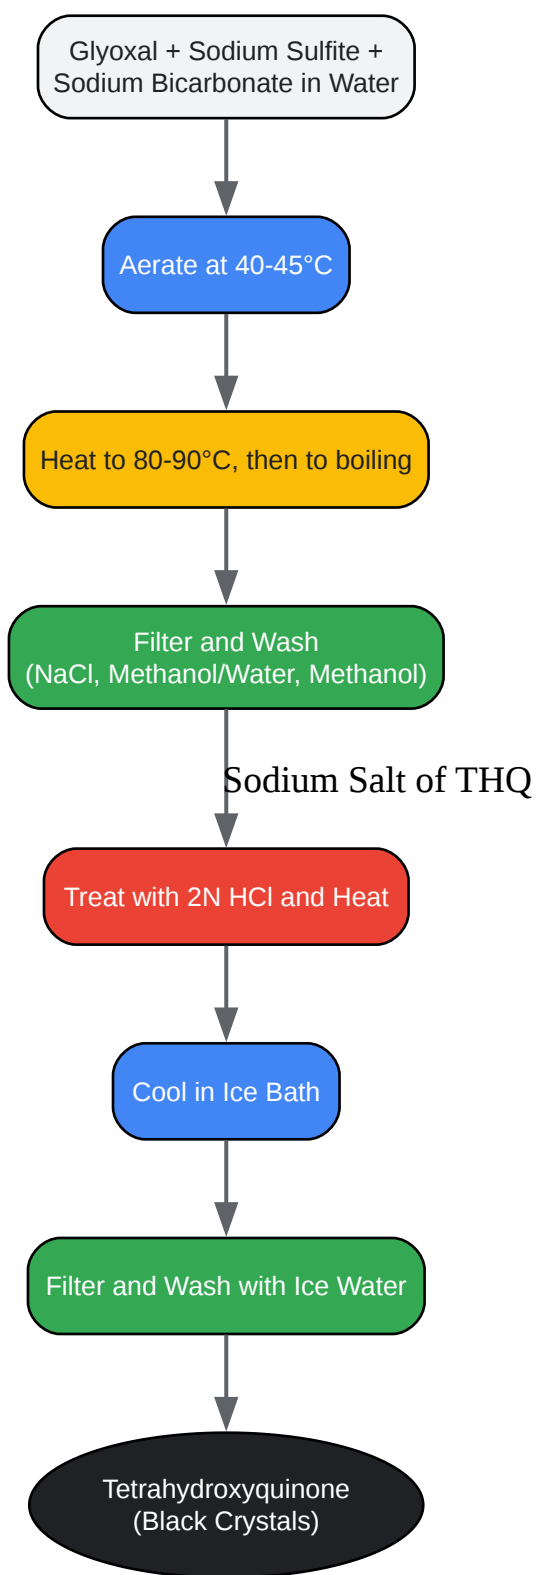 Glyoxal + Sodium Sulfite +
Sodium Bicarbonate in Water
Aerate at 40-45°C
Heat to 80-90°C, then to boiling
Filter and Wash
(NaCl, Methanol/Water, Methanol)
Sodium Salt of THQ
Treat with 2N HCl and Heat
Cool in Ice Bath
Filter and Wash with Ice Water
Tetrahydroxyquinone
(Black Crystals)